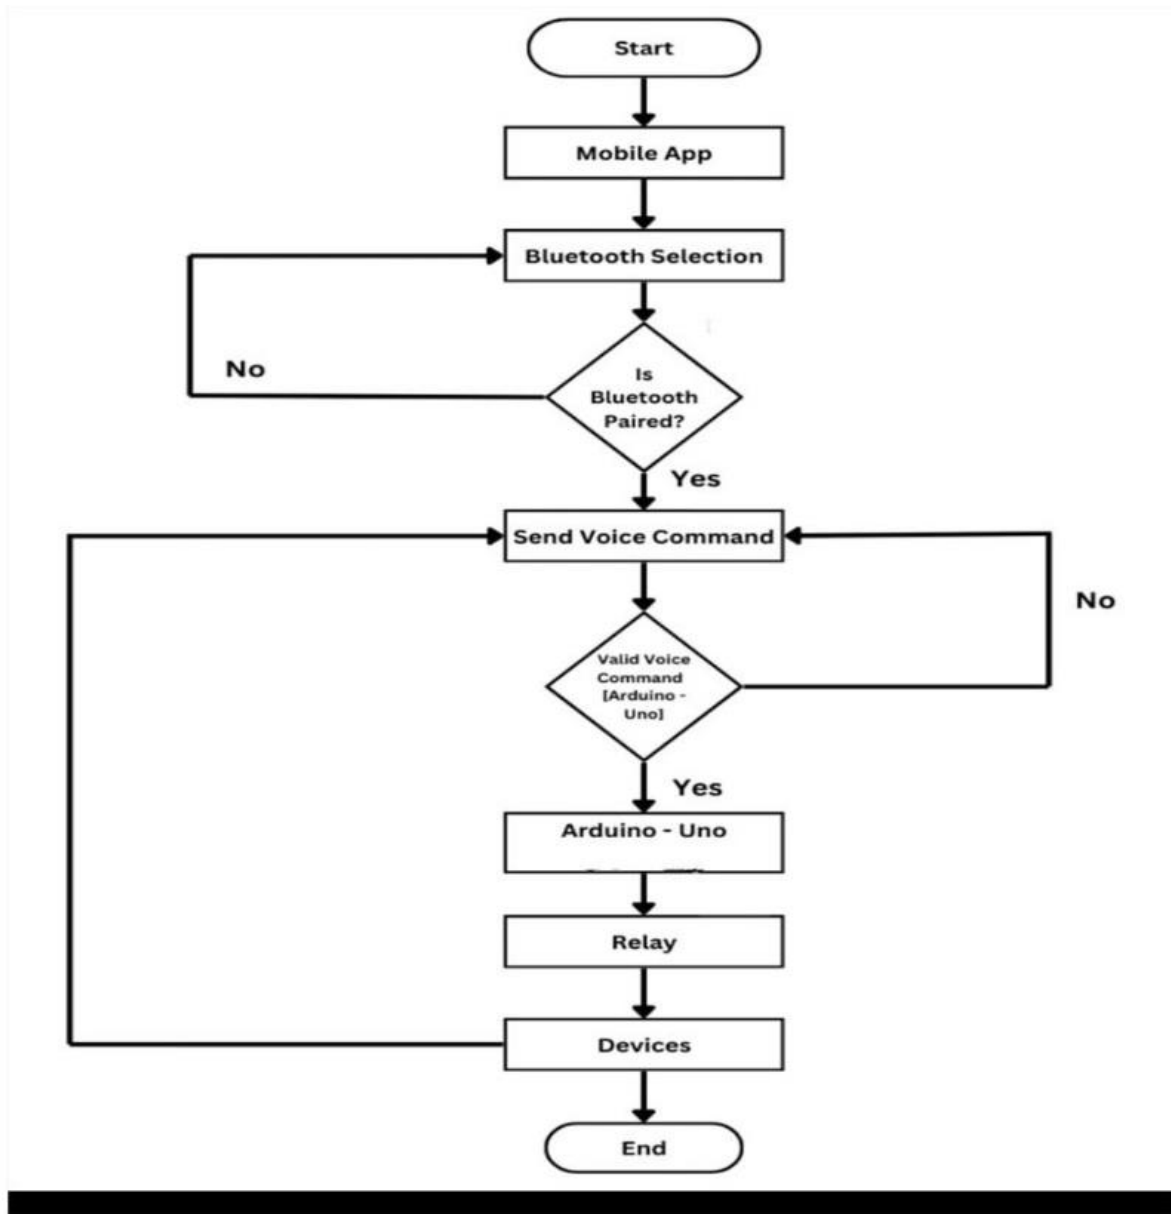 Start
Mobile App
Bluetooth Selection
No
Is
Bluetooth
Paired?
Yes
Send Voice Command
No
Valid Voice
Command
[Arduino -
Uno]
Yes
Arduino - Uno
Relay
Devices
End